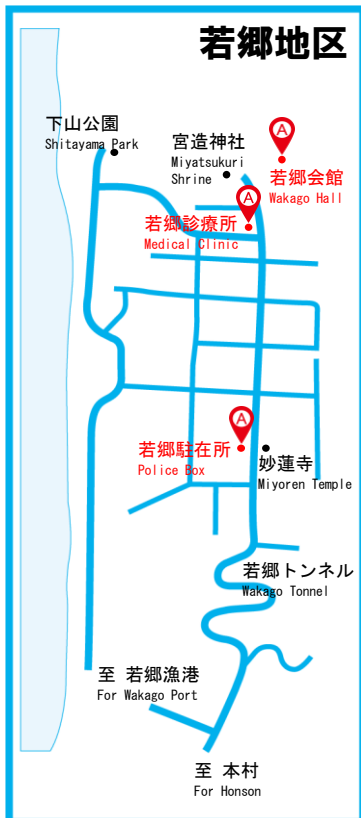 若郷地区
下山公園
Shitayama Park
宮造神社
Miyatsukuri
Shrine
A
若郷会館
Wakago Hall
A
若郷診療所
Medical Clinic
A
若郷駐在所
Police Box
妙蓮寺
Miyoren Temple
若郷トンネル
Wakago Tonnel
至 若郷漁港
For Wakago Port
至 本村
For Honson